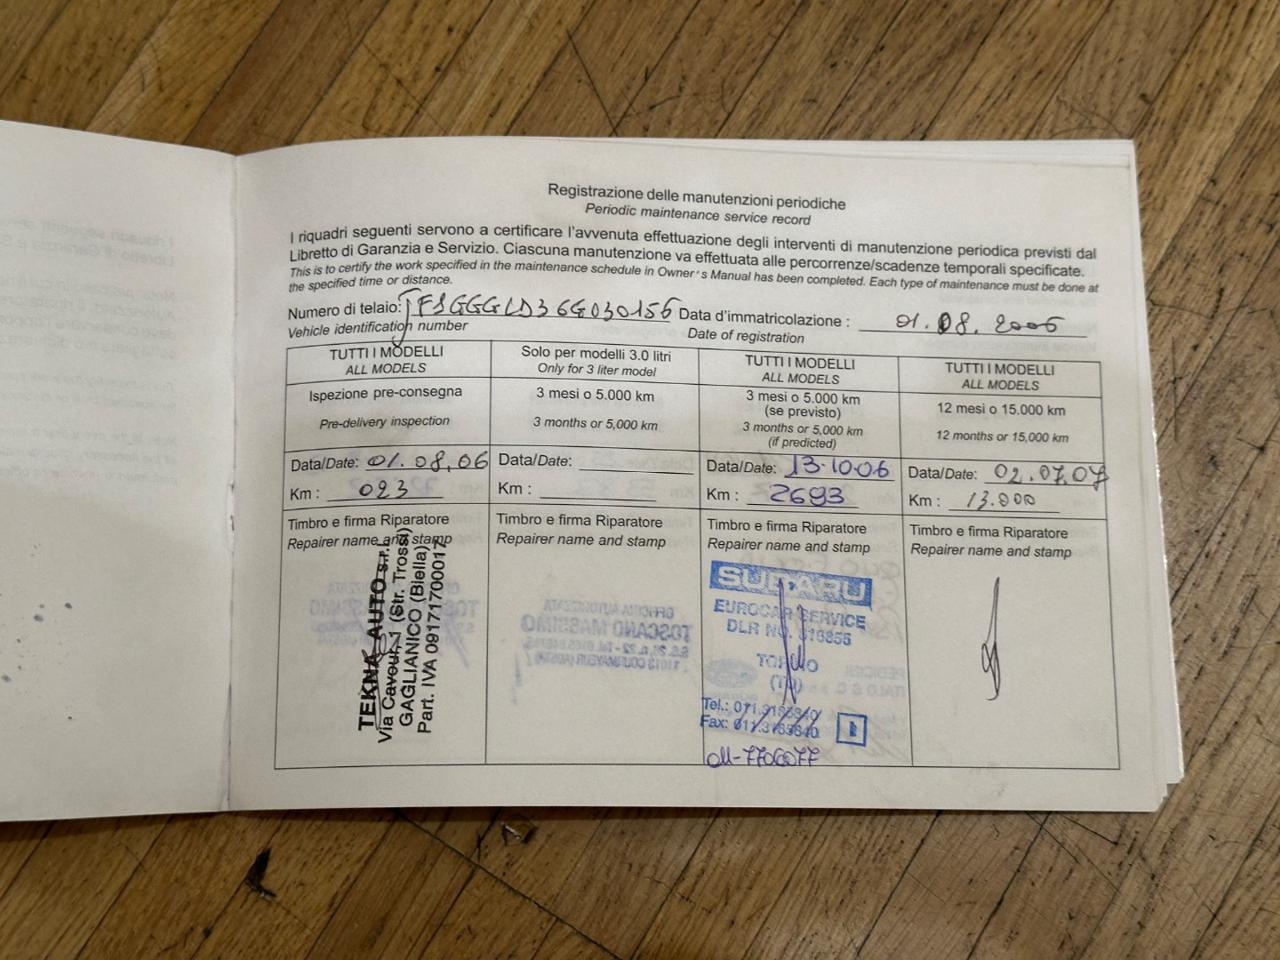 Registrazione delle manutenzioni periodiche
Periodic maintenance service record
I riquadri seguenti servono a certificare l'avvenuta effettuazione degli interventi di manutenzione periodica previsti dal
Libretto di Garanzia e Servizio. Ciascuna manutenzione va effettuata alle percorrenze/scadenze temporali specificate.
This is to certify the work specified in the maintenance schedule in Owner's Manual has been completed. Each type of maintenance must be done at
the specified time or distance.
Numero di telaio: JF1GGGLD36G030156 Data d'immatricolazione : 01.08.2006
Vehicle identification number Date of registration
TUTTI I MODELLI
ALL MODELS
Ispezione pre-consegna
Pre-delivery inspection
Data/Date: 01.08.06
Km : 023
Timbro e firma Riparatore
Repairer name and stamp
TEKNA AUTO s.r.l.
Via Cavour, (Str. Trossi)
GAGLIANICO (Biella)
Part. IVA 09171700017
Solo per modelli 3.0 litri
Only for 3 liter model
3 mesi o 5.000 km
3 months or 5,000 km
Data/Date:
Km :
Timbro e firma Riparatore
Repairer name and stamp
TUTTI I MODELLI
ALL MODELS
3 mesi o 5.000 km
(se previsto)
3 months or 5,000 km
(if predicted)
Data/Date: 13-10-06
Km : 2693
Timbro e firma Riparatore
Repairer name and stamp
SUBARU
EUROCAR SERVICE
DLR NO. 316855
TORINO
(TO)
Tel.:
Fax:
011-7706077
TUTTI I MODELLI
ALL MODELS
12 mesi o 15.000 km
12 months or 15,000 km
Data/Date: 02.07.07
Km : 13.000
Timbro e firma Riparatore
Repairer name and stamp